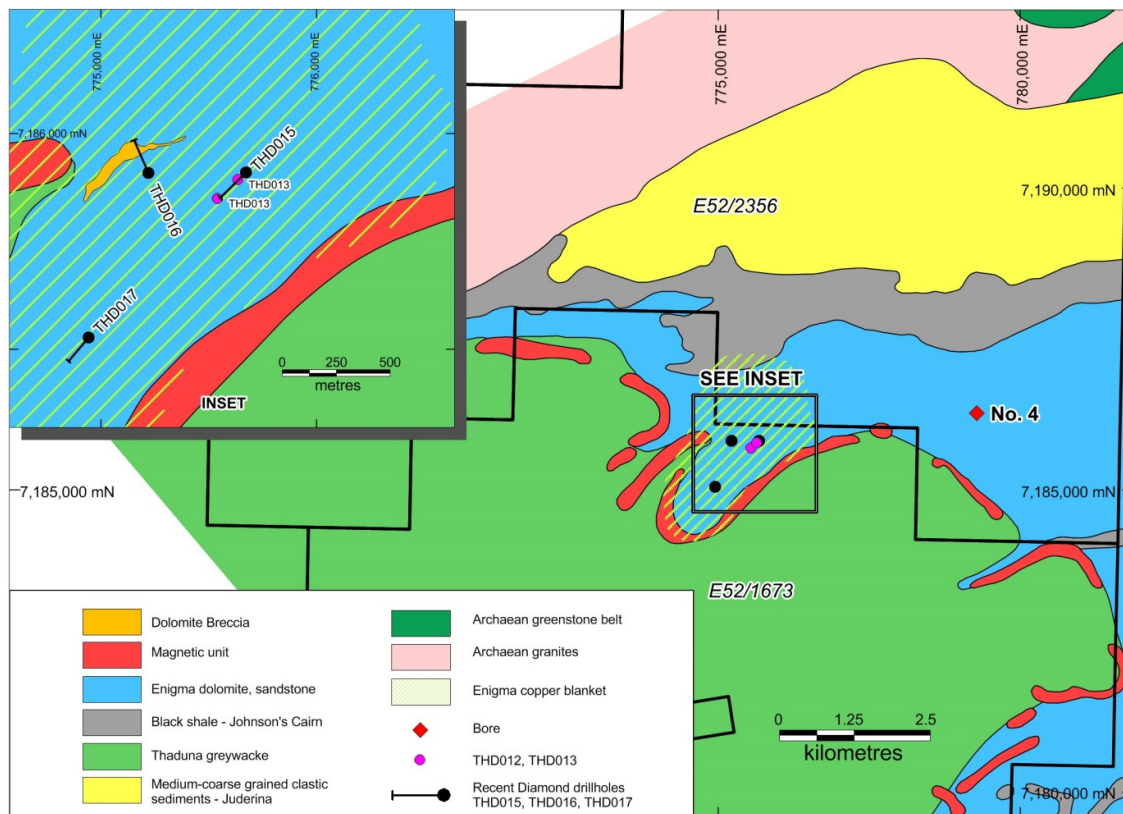 775,000 mE
776,000 mE
7,186,000 mN
THD015
THD013
THD013
THD016
THD017
0 250 500
metres
INSET
775,000 mE
780,000 mE
7,190,000 mN
E52/2356
SEE INSET
No. 4
7,185,000 mN
7,185,000 mN
E52/1673
0 1.25 2.5
kilometres
7,180,000 mN
Dolomite Breccia
Magnetic unit
Enigma dolomite, sandstone
Black shale - Johnson's Cairn
Thaduna greywacke
Medium-coarse grained clastic
sediments - Juderina
Archaean greenstone belt
Archaean granites
Enigma copper blanket
Bore
THD012, THD013
Recent Diamond drillholes
THD015, THD016, THD017